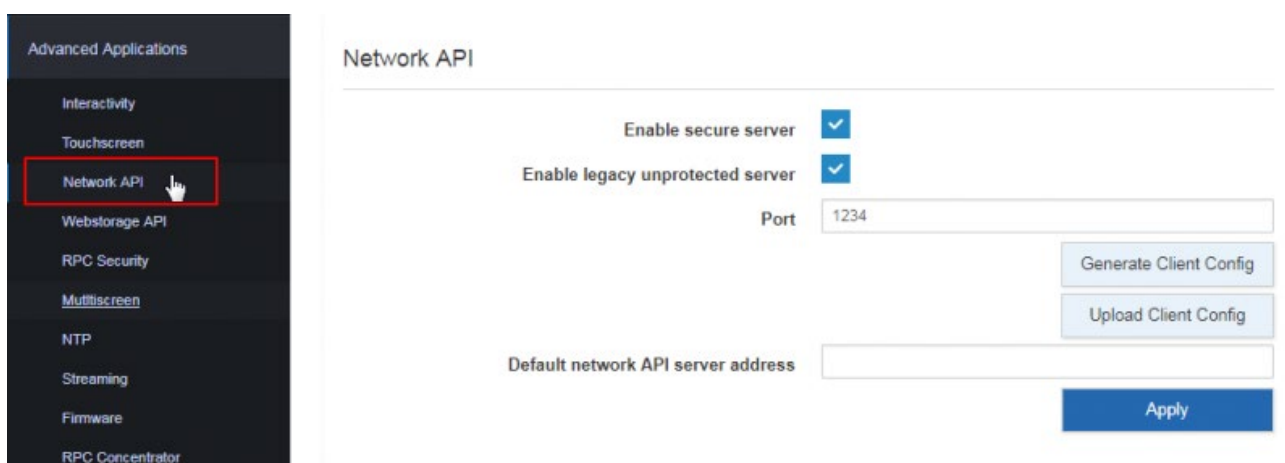 Advanced Applications
Interactivity
Touchscreen
Network API
Webstorage API
RPC Security
Mutltiscreen
NTP
Streaming
Firmware
RPC Concentrator
Network API
Enable secure server
Enable legacy unprotected server
Port 1234
Generate Client Config
Upload Client Config
Default network API server address
Apply